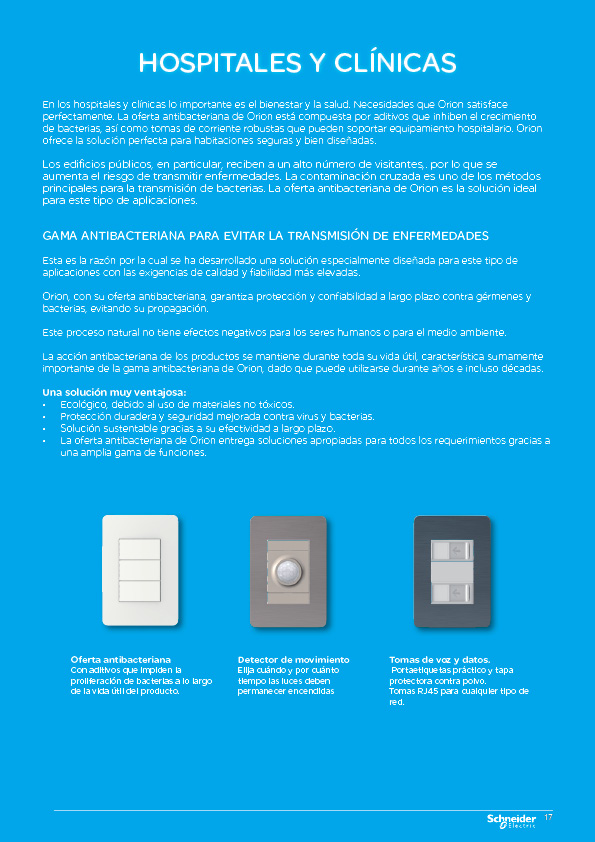 HOSPITALES Y CLÍNICAS
En los hospitales y clínicas lo importante es el bienestar y la salud. Necesidades que Orion satisface
perfectamente. La oferta antibacteriana de Orion está compuesta por aditivos que inhiben el crecimiento
de bacterias, así como tomas de corriente robustas que pueden soportar equipamiento hospitalario. Orion
ofrece la solución perfecta para habitaciones seguras y bien diseñadas.
Los edificios públicos, en particular, reciben a un alto número de visitantes,. por lo que se
aumenta el riesgo de transmitir enfermedades. La contaminación cruzada es uno de los métodos
principales para la transmisión de bacterias. La oferta antibacteriana de Orion es la solución ideal
para este tipo de aplicaciones.
GAMA ANTIBACTERIANA PARA EVITAR LA TRANSMISIÓN DE ENFERMEDADES
Esta es la razón por la cual se ha desarrollado una solución especialmente diseñada para este tipo de
aplicaciones con las exigencias de calidad y fiabilidad más elevadas.
Orion, con su oferta antibacteriana, garantiza protección y confiabilidad a largo plazo contra gérmenes y
bacterias, evitando su propagación.
Este proceso natural no tiene efectos negativos para los seres humanos o para el medio ambiente.
La acción antibacteriana de los productos se mantiene durante toda su vida útil, característica sumamente
importante de la gama antibacteriana de Orion, dado que puede utilizarse durante años e incluso décadas.
Una solución muy ventajosa:
• Ecológico, debido al uso de materiales no tóxicos.
• Protección duradera y seguridad mejorada contra virus y bacterias.
• Solución sustentable gracias a su efectividad a largo plazo.
• La oferta antibacteriana de Orion entrega soluciones apropiadas para todos los requerimientos gracias a
una amplia gama de funciones.
Oferta antibacteriana
Con aditivos que impiden la
proliferación de bacterias a lo largo
de la vida útil del producto.
Detector de movimiento
Elija cuándo y por cuánto
tiempo las luces deben
permanecer encendidas
Tomas de voz y datos.
Portaetiquetas práctico y tapa
protectora contra polvo.
Tomas RJ45 para cualquier tipo de
red.
Schneider
Electric
17